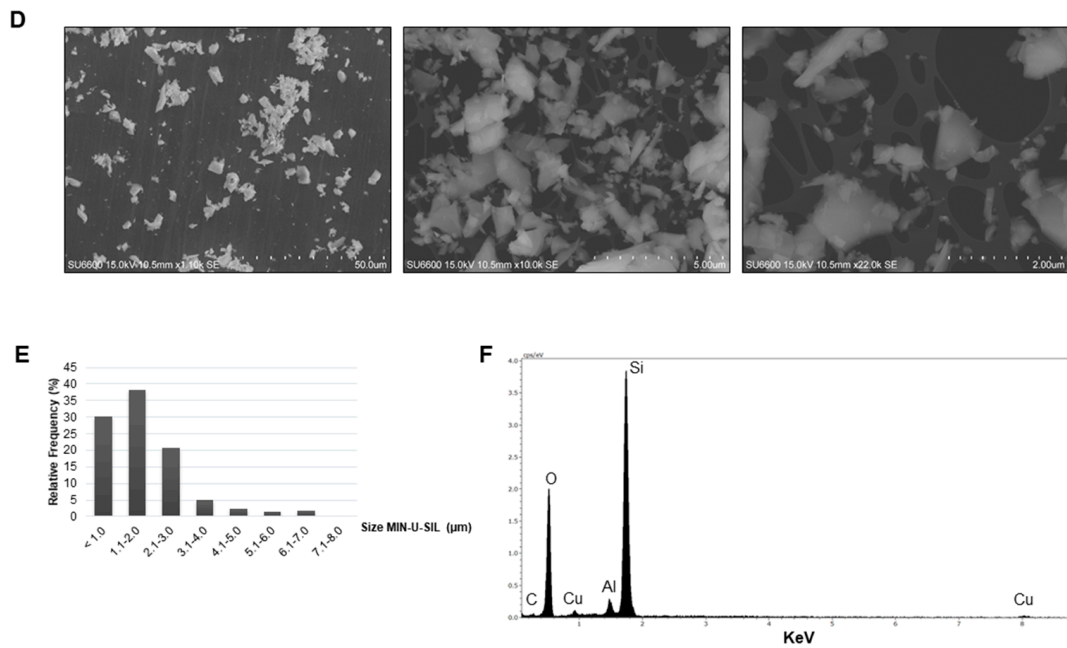 D
SU6600 15.0kV 10.5mm x1.10k SE 50.0um
SU6600 15.0kV 10.5mm x10.0k SE 5.00um
SU6600 15.0kV 10.5mm x22.0k SE 2.00um
E
Relative Frequency (%)
45
40
35
30
25
20
15
10
5
0
< 1.0
1.1-2.0
2.1-3.0
3.1-4.0
4.1-5.0
5.1-6.0
6.1-7.0
7.1-8.0
Size MIN-U-SIL (µm)
F
cps/eV
4.0
3.5
3.0
2.5
2.0
1.5
1.0
0.5
0.0
Si
O
C
Cu
Al
Cu
1 2 3 4 5 6 7 8
KeV